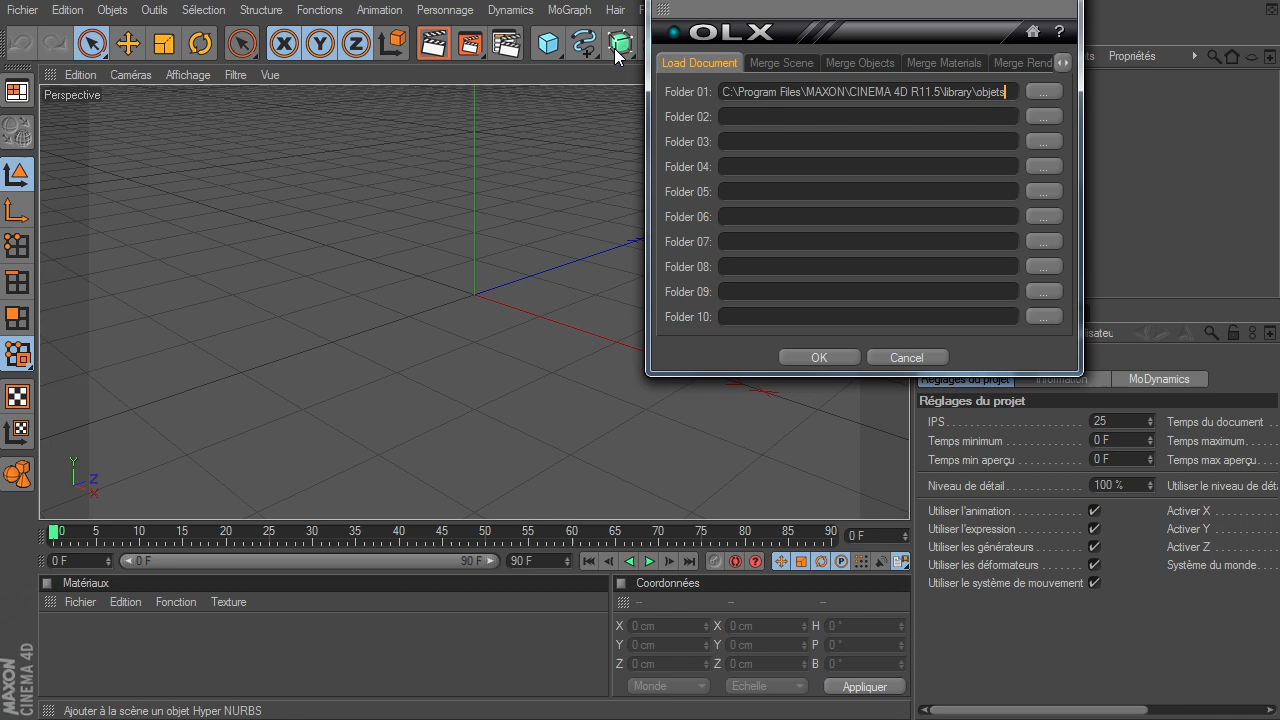 Fichier Edition Objets Outils Sélection Structure Fonctions Animation Personnage Dynamics MoGraph Hair
OLX
?
Load Document Merge Scene Merge Objects Merge Materials Merge Rend
Propriétés
Edition Caméras Affichage Filtre Vue
Perspective
Folder 01: C:\Program Files\MAXON\CINEMA 4D R11.5\library\objets ...
Folder 02: ...
Folder 03: ...
Folder 04: ...
Folder 05: ...
Folder 06: ...
Folder 07: ...
Folder 08: ...
Folder 09: ...
Folder 10: ...
OK Cancel
Réglages du projet Information MoDynamics
Réglages du projet
IPS 25 Temps du document
Temps minimum 0 F Temps maximum
Temps min aperçu 0 F Temps max aperçu
Niveau de détail 100 % Utiliser le niveau de
Utiliser l'animation Activer X
Utiliser l'expression Activer Y
Utiliser les générateurs Activer Z
Utiliser les déformateurs Système du monde
Utiliser le système de mouvement
Y
Z
X
0 5 10 15 20 25 30 35 40 45 50 55 60 65 70 75 80 85 90 0 F
0 F 0 F 90 F 90 F
Matériaux
Fichier Edition Fonction Texture
Coordonnées
-- -- --
X 0 cm X 0 cm H 0 °
Y 0 cm Y 0 cm P 0 °
Z 0 cm Z 0 cm B 0 °
Monde Echelle Appliquer
MAXON
CINEMA 4D
Ajouter à la scène un objet Hyper NURBS